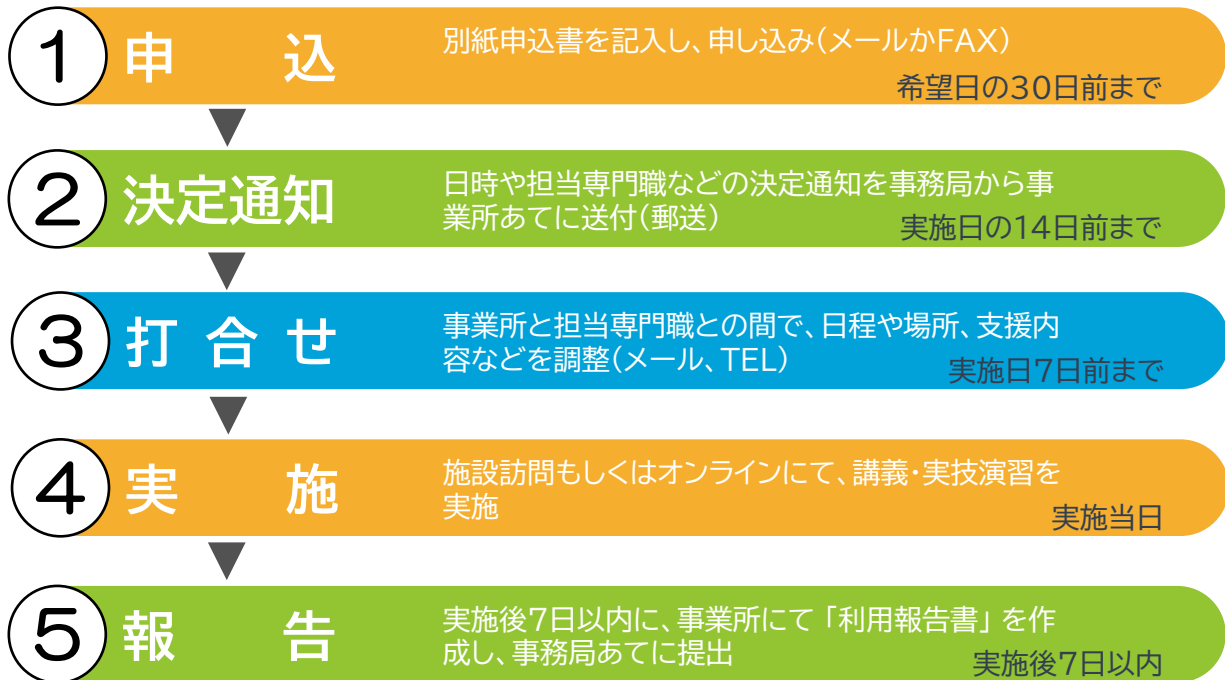 1
申　　込
別紙申込書を記入し、申し込み(メールかFAX)
希望日の30日前まで
2
決定通知
日時や担当専門職などの決定通知を事務局から事
業所あてに送付(郵送)
実施日の14日前まで
3
打 合 せ
事業所と担当専門職との間で、日程や場所、支援内
容などを調整(メール、TEL)
実施日7日前まで
4
実　　施
施設訪問もしくはオンラインにて、講義・実技演習を
実施
実施当日
5
報　　告
実施後7日以内に、事業所にて「利用報告書」を作
成し、事務局あてに提出
実施後7日以内